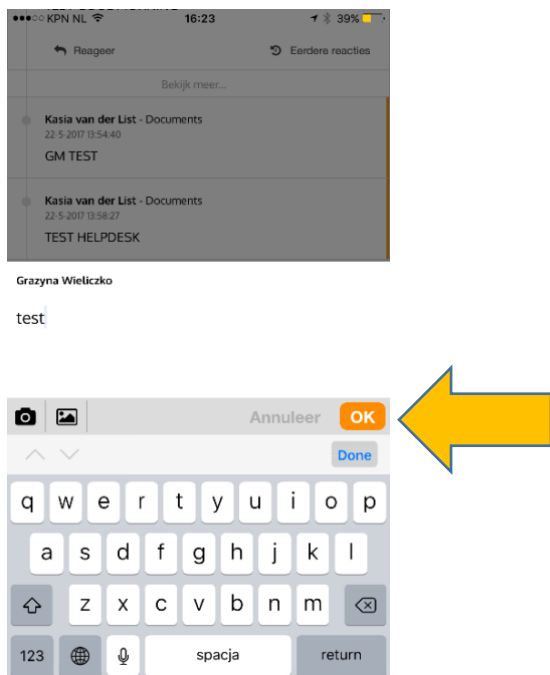 KPN NL 16:23 39%
Reageer Eerdere reacties
Bekijk meer...
Kasia van der List - Documents
22-5-2017 13:54:40
GM TEST
Kasia van der List - Documents
22-5-2017 13:58:27
TEST HELPDESK
Grazyna Wieliczko
test
Annuleer OK
Done
q w e r t y u i o p
a s d f g h j k l
z x c v b n m
123 spacja return